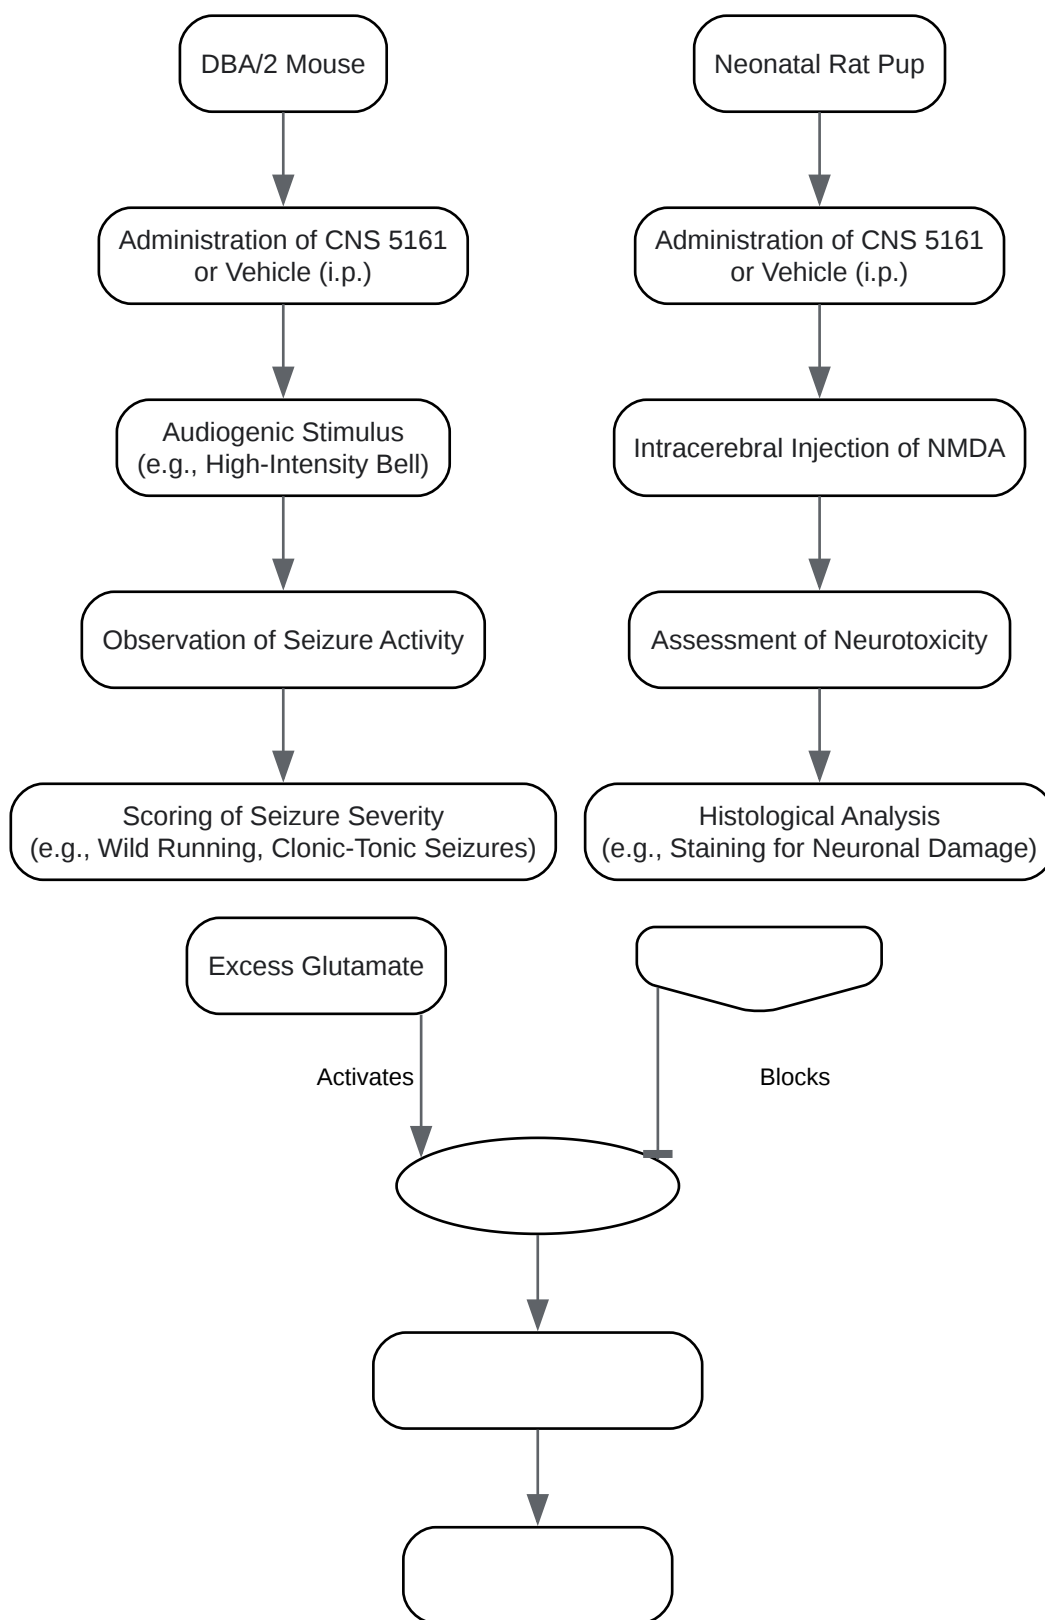 DBA/2 Mouse
Administration of CNS 5161
or Vehicle (i.p.)
Audiogenic Stimulus
(e.g., High-Intensity Bell)
Observation of Seizure Activity
Scoring of Seizure Severity
(e.g., Wild Running, Clonic-Tonic Seizures)
Neonatal Rat Pup
Administration of CNS 5161
or Vehicle (i.p.)
Intracerebral Injection of NMDA
Assessment of Neurotoxicity
Histological Analysis
(e.g., Staining for Neuronal Damage)
Excess Glutamate
Activates
Blocks